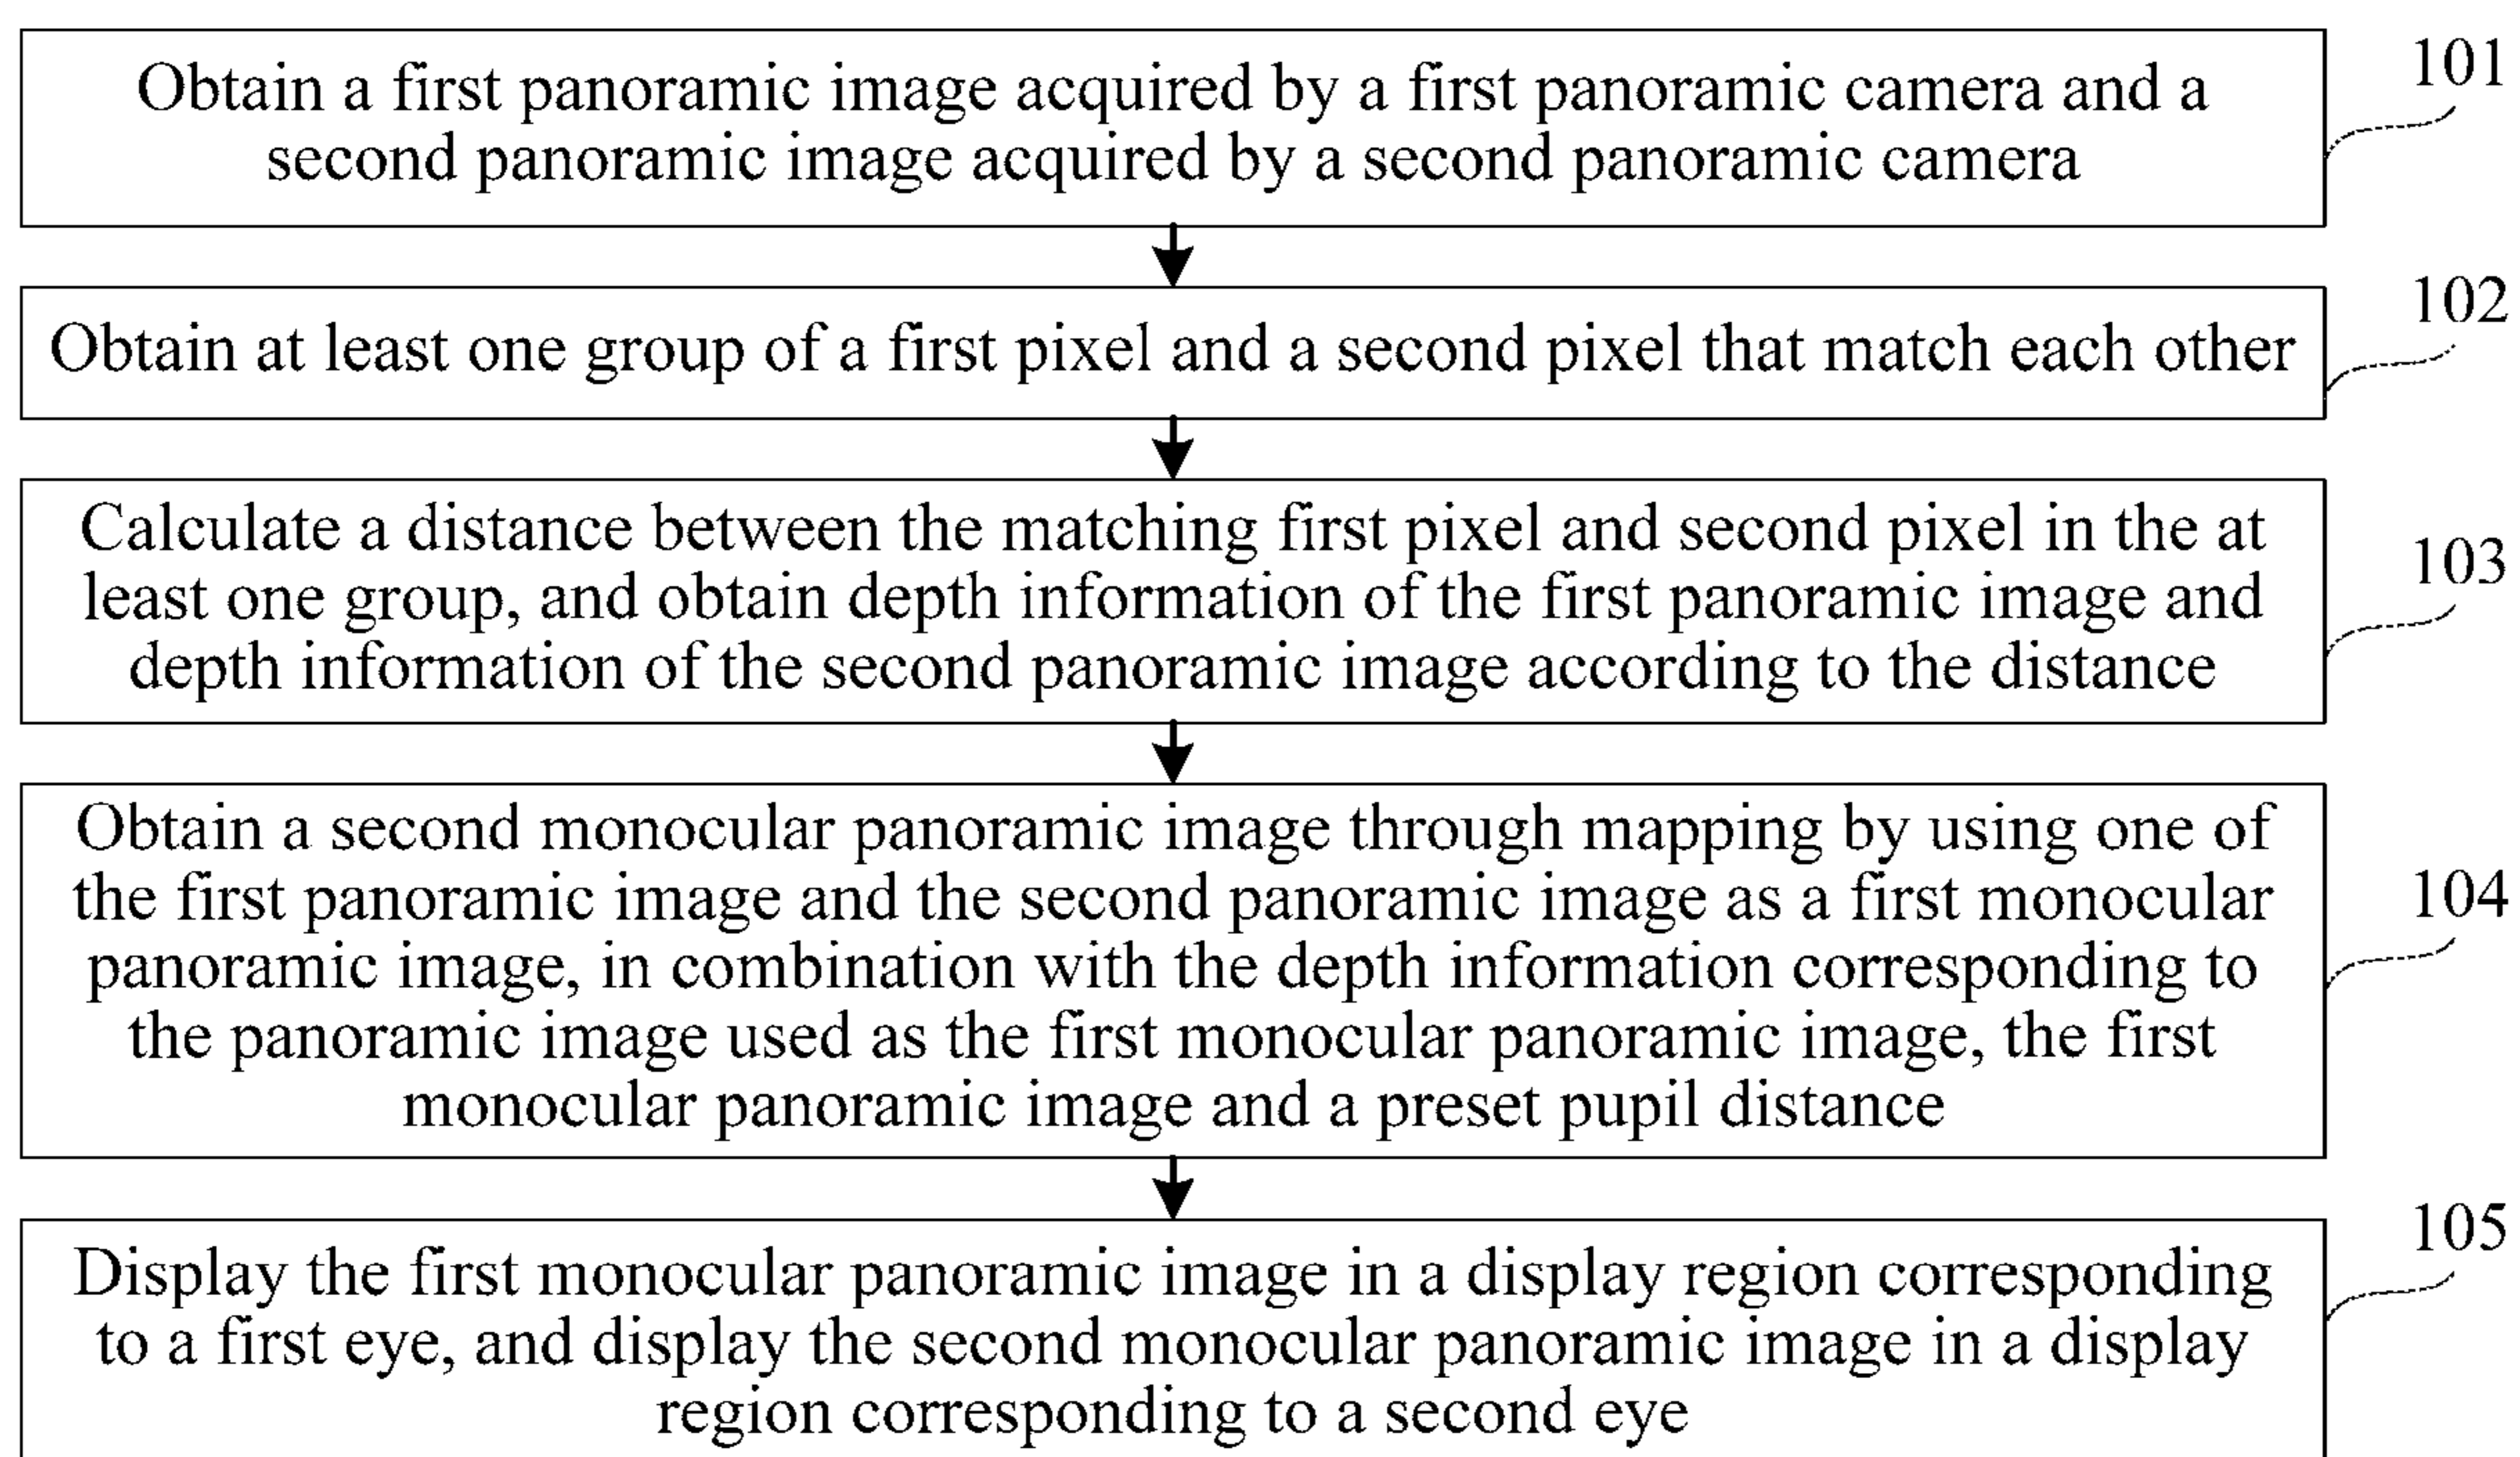 Obtain a first panoramic image acquired by a first panoramic camera and a
second panoramic image acquired by a second panoramic camera
101
Obtain at least one group of a first pixel and a second pixel that match each other
102
Calculate a distance between the matching first pixel and second pixel in the at
least one group, and obtain depth information of the first panoramic image and
depth information of the second panoramic image according to the distance
103
Obtain a second monocular panoramic image through mapping by using one of
the first panoramic image and the second panoramic image as a first monocular
panoramic image, in combination with the depth information corresponding to
the panoramic image used as the first monocular panoramic image, the first
monocular panoramic image and a preset pupil distance
104
Display the first monocular panoramic image in a display region corresponding
to a first eye, and display the second monocular panoramic image in a display
region corresponding to a second eye
105